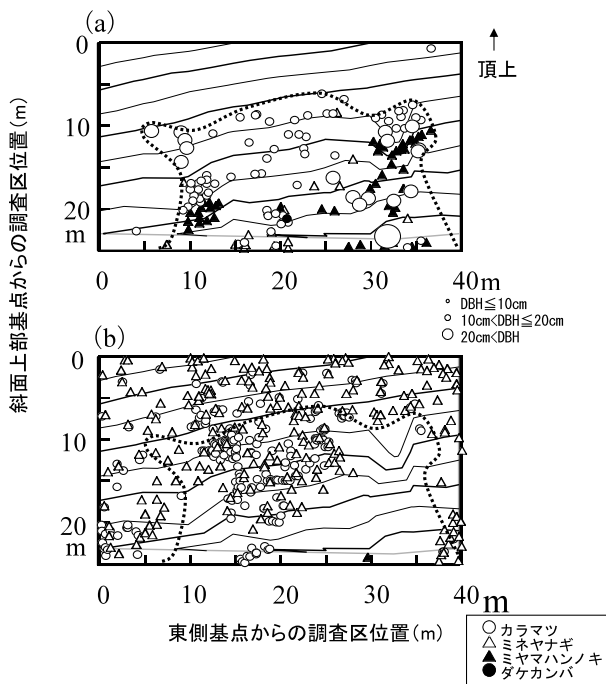 (a)
頂上
0
10
20
m
0
10
20
30
40m
DBH≦10cm
10cm<DBH≦20cm
20cm<DBH
斜面上部基点からの調査区位置(m)
(b)
0
10
20
m
0
10
20
30
40
m
東側基点からの調査区位置(m)
カラマツ
ミネヤナギ
ミヤマハンノキ
ダケカンバ